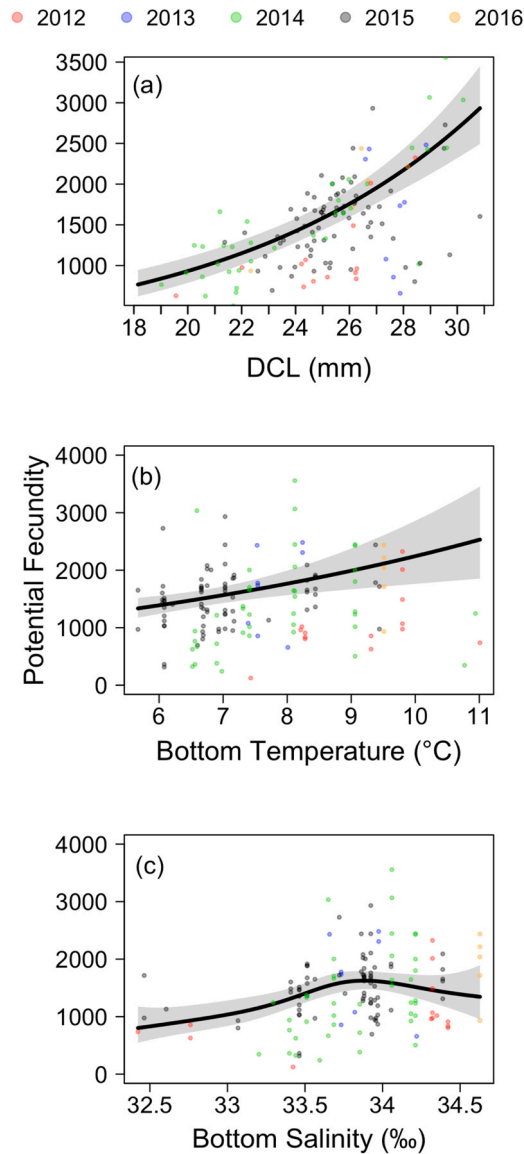 2012 2013 2014 2015 2016
(a)
3500
3000
2500
2000
1500
1000
18 20 22 24 26 28 30
DCL (mm)
Potential Fecundity
(b)
4000
3000
2000
1000
0
6 7 8 9 10 11
Bottom Temperature (°C)
(c)
4000
3000
2000
1000
0
32.5 33 33.5 34 34.5
Bottom Salinity (‰)